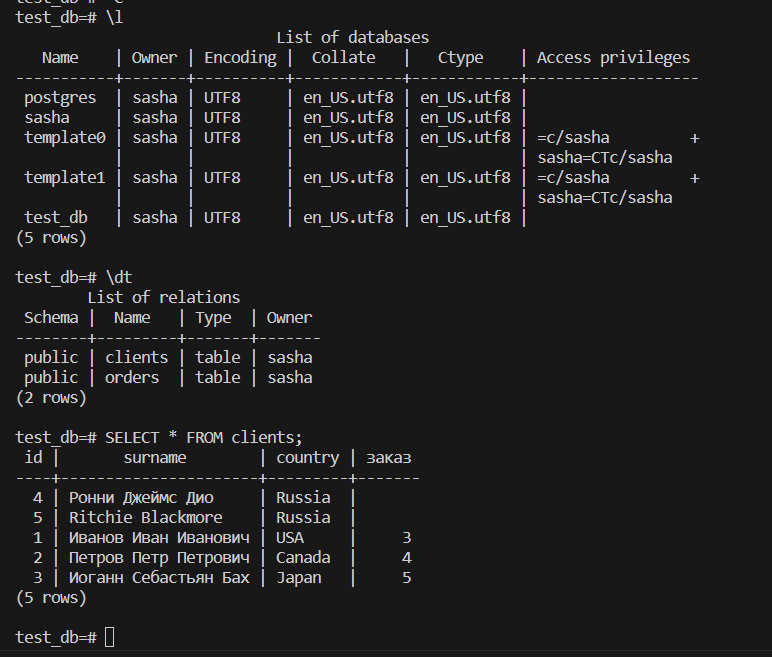 test_db=# \l
                             List of databases
   Name    | Owner | Encoding |  Collate   |   Ctype    | Access privileges
-----------+-------+----------+------------+------------+-------------------
 postgres  | sasha | UTF8     | en_US.utf8 | en_US.utf8 |
 sasha     | sasha | UTF8     | en_US.utf8 | en_US.utf8 |
 template0 | sasha | UTF8     | en_US.utf8 | en_US.utf8 | =c/sasha         +
           |       |          |            |            | sasha=CTc/sasha
 template1 | sasha | UTF8     | en_US.utf8 | en_US.utf8 | =c/sasha         +
           |       |          |            |            | sasha=CTc/sasha
 test_db   | sasha | UTF8     | en_US.utf8 | en_US.utf8 |
(5 rows)
test_db=# \dt
        List of relations
 Schema |  Name   | Type  | Owner
--------+---------+-------+-------
 public | clients | table | sasha
 public | orders  | table | sasha
(2 rows)
test_db=# SELECT * FROM clients;
 id |       surname        | country | заказ
----+----------------------+---------+-------
  4 | Ронни Джеймс Дио     | Russia  |
  5 | Ritchie Blackmore    | Russia  |
  1 | Иванов Иван Иванович | USA     |     3
  2 | Петров Петр Петрович | Canada  |     4
  3 | Иоганн Себастьян Бах | Japan   |     5
(5 rows)
test_db=#